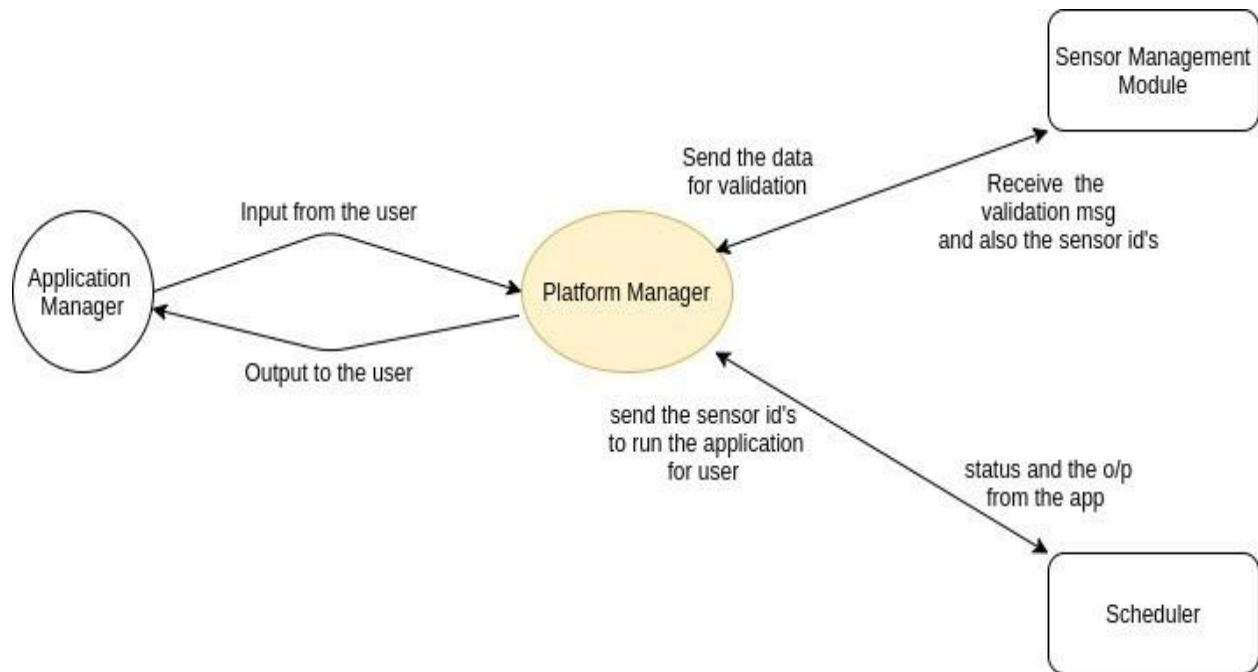 Sensor Management
Module
Send the data
for validation
Receive the
validation msg
and also the sensor id's
Input from the user
Application
Manager
Platform Manager
Output to the user
send the sensor id's
to run the application
for user
status and the o/p
from the app
Scheduler